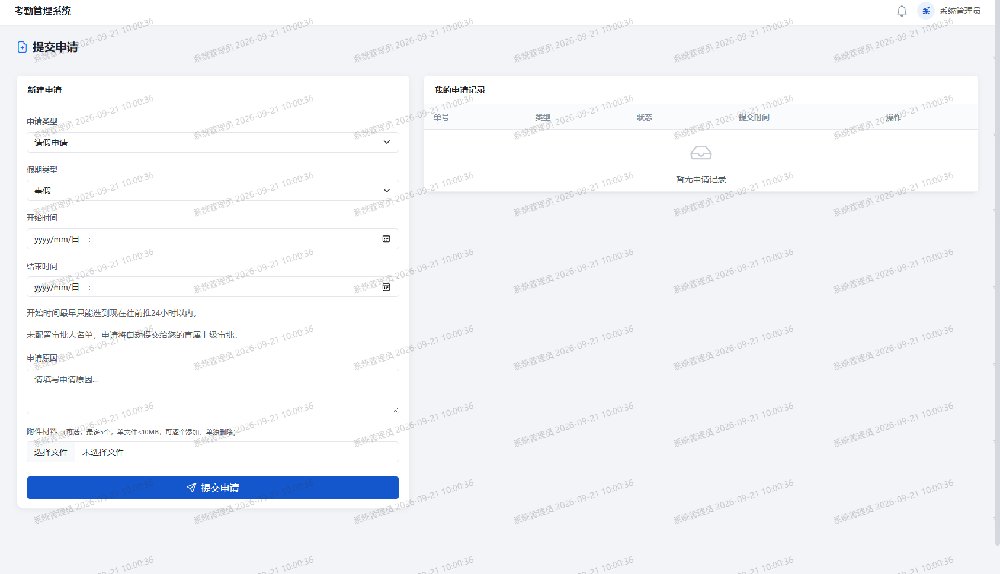 考勤管理系统
系 系统管理员
提交申请
新建申请
申请类型
请假申请
假期类型
事假
开始时间
yyyy/mm/日 --:--
结束时间
yyyy/mm/日 --:--
开始时间最早只能选到现在往前推24小时以内。
未配置审批人名单，申请将自动提交给您的直属上级审批。
申请原因
请填写申请原因...
附件材料 （可选，最多5个，单文件≤10MB，可逐个添加、单独删除）
选择文件 未选择文件
提交申请
我的申请记录
单号 类型 状态 提交时间 操作
暂无申请记录
系统管理员 2026-09-21 10:00:36